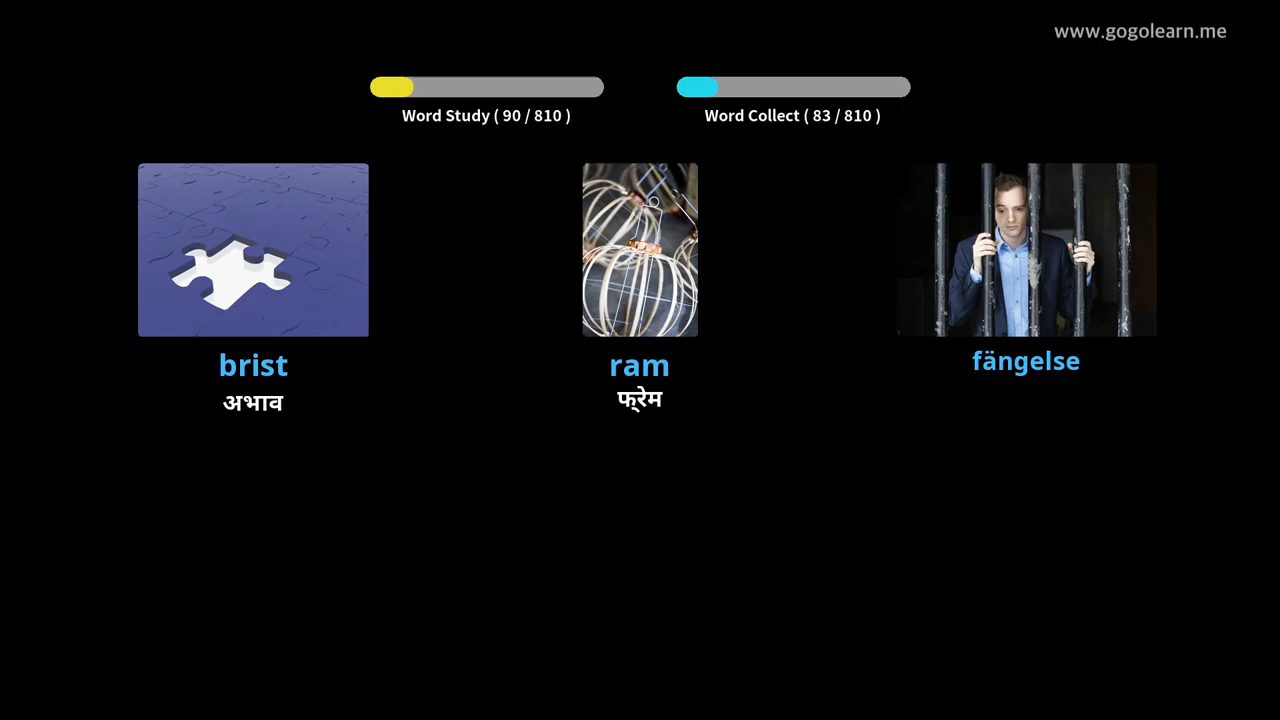 www.gogolearn.me
Word Study ( 90 / 810 )
Word Collect ( 83 / 810 )
brist
अभाव
ram
फ्रेम
fängelse